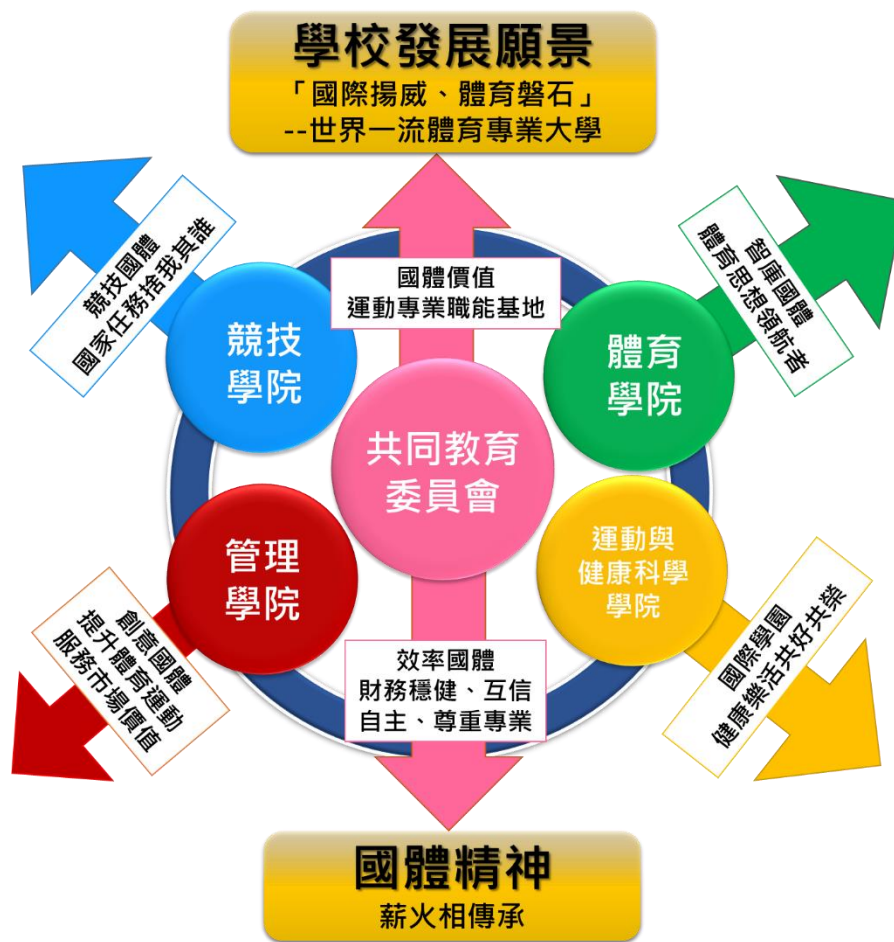 學校發展願景
「國際揚威、體育磐石」
--世界一流體育專業大學
競技國體
國家任務捨我其誰
國體價值
運動專業職能基地
智庫國體
體育思想領航者
競技
學院
體育
學院
共同教育
委員會
管理
學院
運動與
健康科學
學院
創意國體
提升體育運動
服務市場價值
效率國體
財務穩健、互信
自主、尊重專業
國際學園
健康樂活共好共榮
國體精神
薪火相傳承